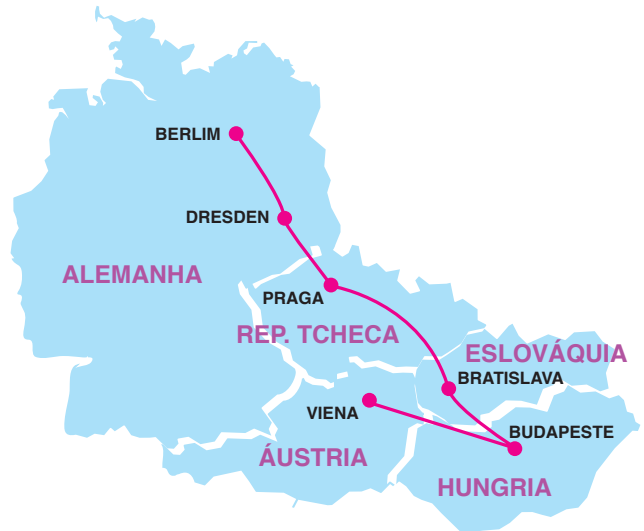 BERLIM
DRESDEN
ALEMANHA
PRAGA
REP. TCHECA
ESLOVÁQUIA
BRATISLAVA
VIENA
BUDAPESTE
ÁUSTRIA
HUNGRIA